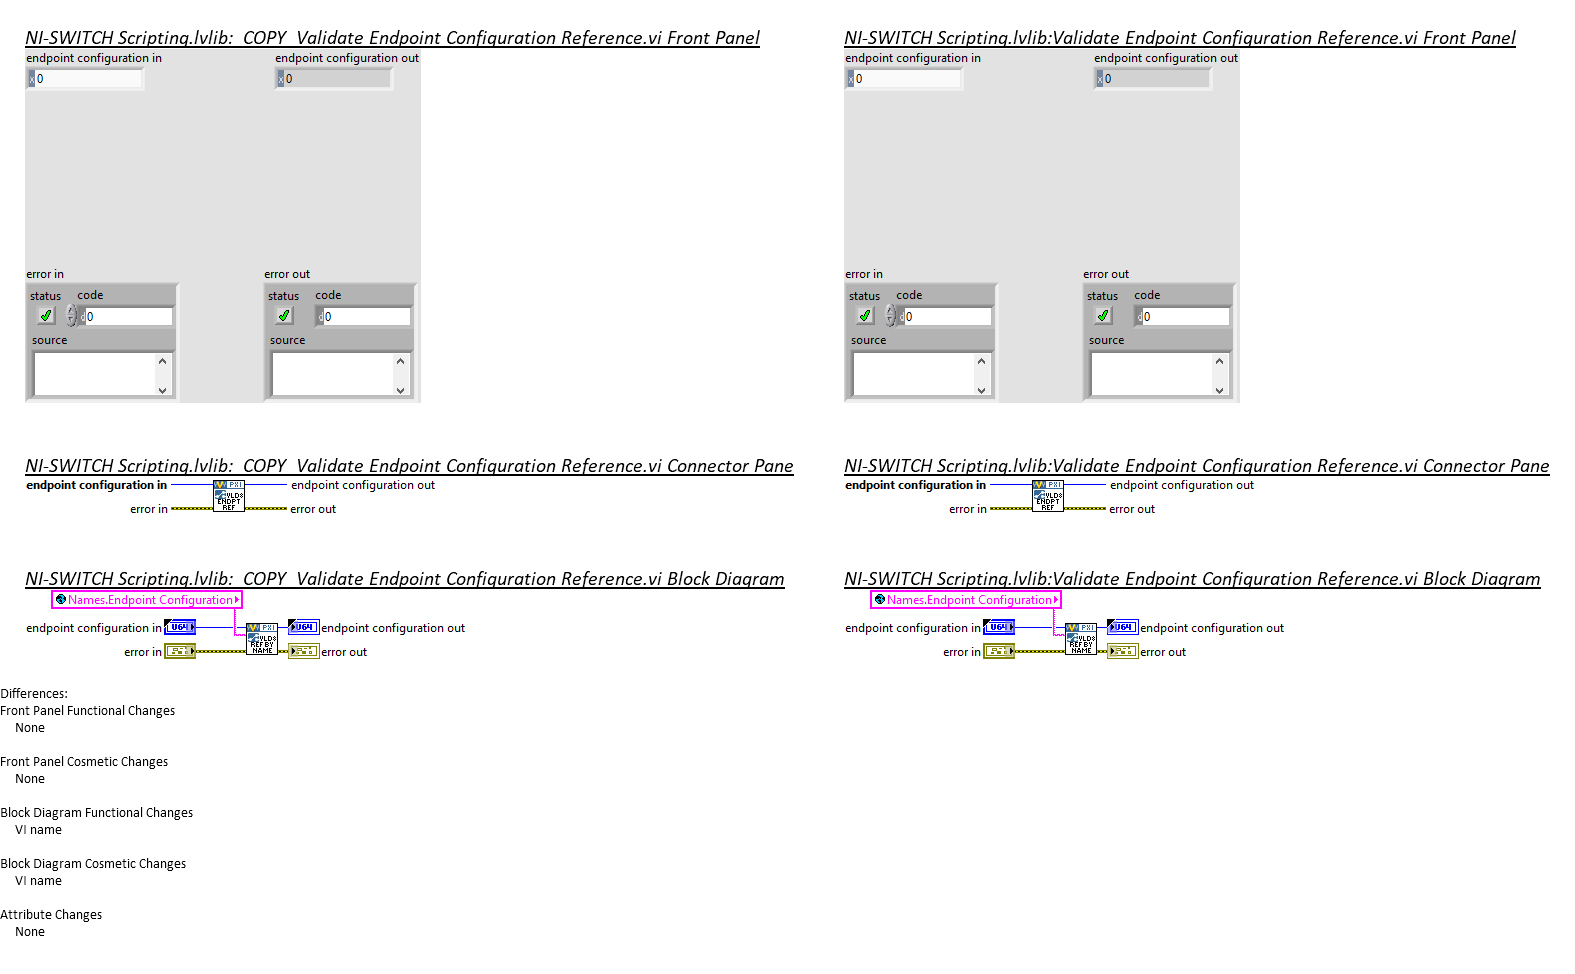 NI-SWITCH Scripting.lvlib:  COPY  Validate Endpoint Configuration Reference.vi Front Panel
endpoint configuration in
endpoint configuration out
x 0
x 0
error in
error out
status
code
status
code
d 0
d 0
source
source
NI-SWITCH Scripting.lvlib:  COPY  Validate Endpoint Configuration Reference.vi Connector Pane
endpoint configuration in
PXI
endpoint configuration out
VLD8
ENDPT
error in
REF
error out
NI-SWITCH Scripting.lvlib:  COPY  Validate Endpoint Configuration Reference.vi Block Diagram
Names.Endpoint Configuration
endpoint configuration in
U64
PXI
U64
endpoint configuration out
VLD8
REF BY
error in
NAME
error out
Differences:
Front Panel Functional Changes
None
Front Panel Cosmetic Changes
None
Block Diagram Functional Changes
VI name
Block Diagram Cosmetic Changes
VI name
Attribute Changes
None
NI-SWITCH Scripting.lvlib:Validate Endpoint Configuration Reference.vi Front Panel
endpoint configuration in
endpoint configuration out
x 0
x 0
error in
error out
status
code
status
code
d 0
d 0
source
source
NI-SWITCH Scripting.lvlib:Validate Endpoint Configuration Reference.vi Connector Pane
endpoint configuration in
PXI
endpoint configuration out
VLD8
ENDPT
error in
REF
error out
NI-SWITCH Scripting.lvlib:Validate Endpoint Configuration Reference.vi Block Diagram
Names.Endpoint Configuration
endpoint configuration in
U64
PXI
U64
endpoint configuration out
VLD8
REF BY
error in
NAME
error out